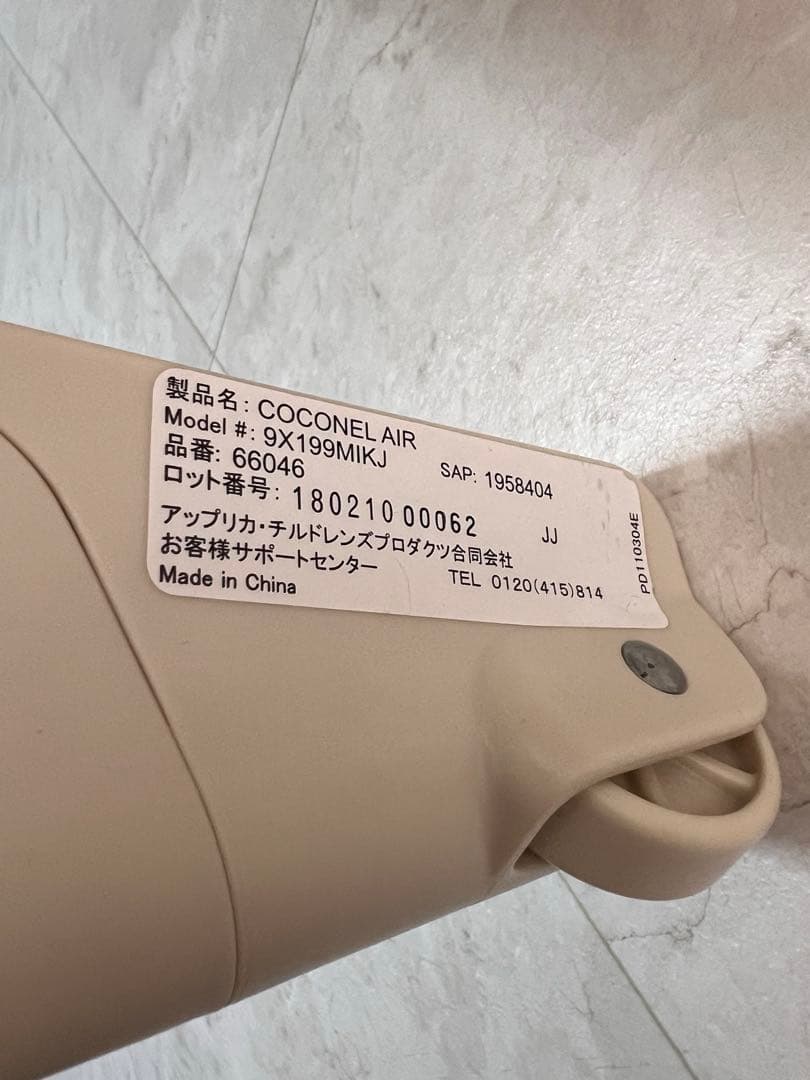 製品名: COCONEL AIR
Model #: 9X199MIKJ
品番: 66046 SAP: 1958404
ロット番号: 180210 00062 JJ
アップリカ・チルドレンズプロダクツ合同会社
お客様サポートセンター TEL 0120(415)814
Made in China
PD110304E